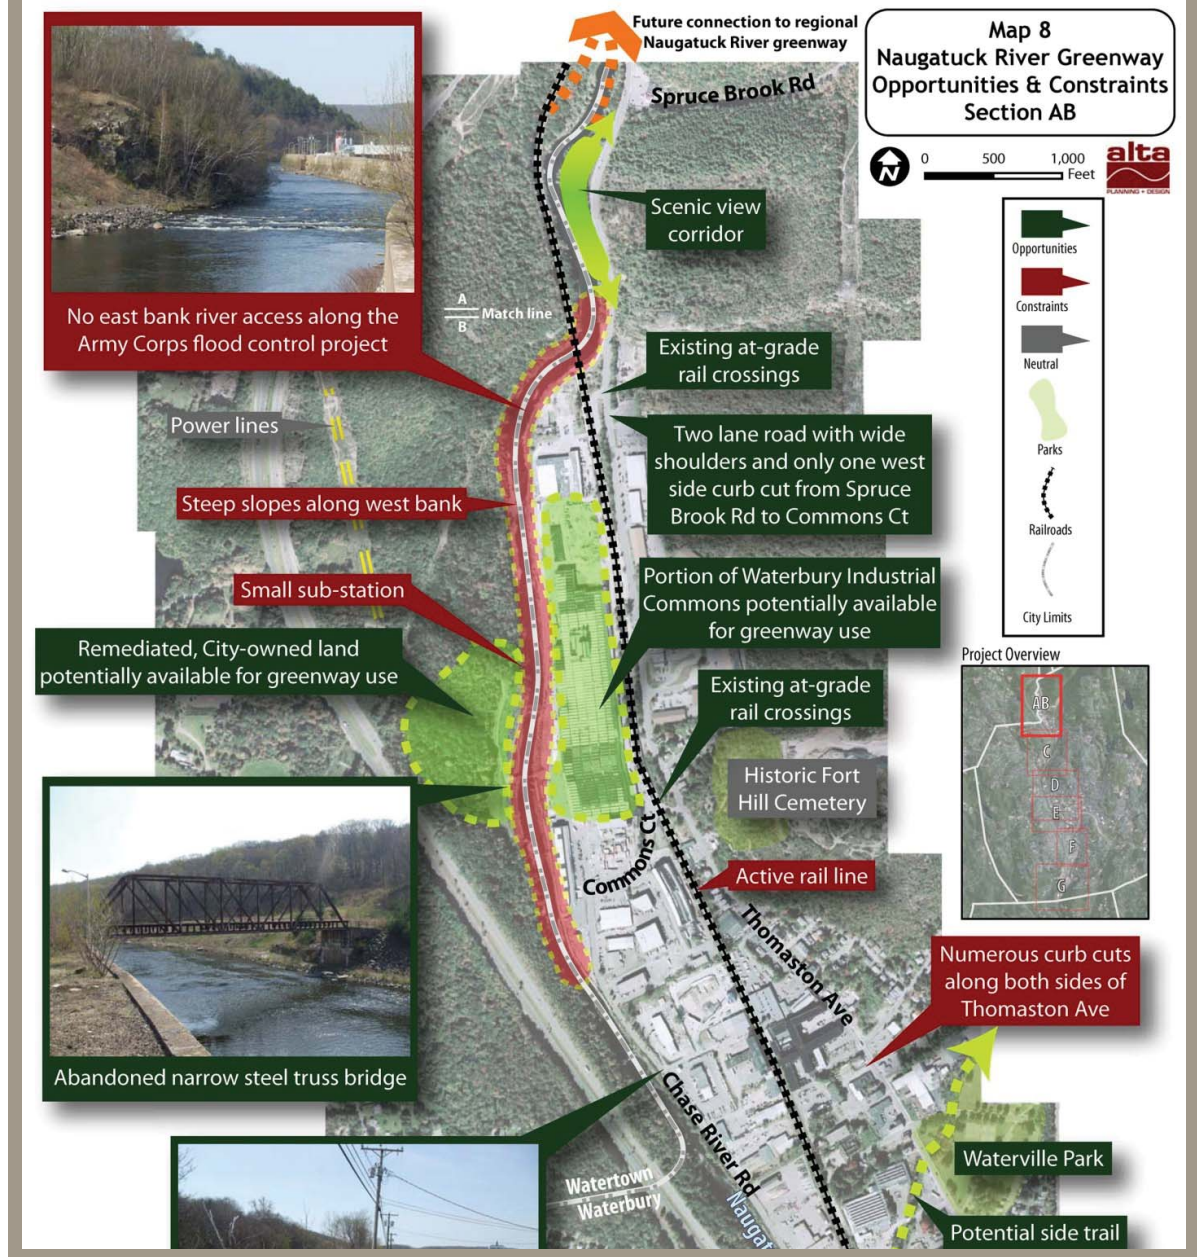 Future connection to regional
Naugatuck River greenway
Map 8
Naugatuck River Greenway
Opportunities & Constraints
Section AB
Spruce Brook Rd
N
0 500 1,000
Feet
alta
PLANNING + DESIGN
Scenic view
corridor
Opportunities
Constraints
Neutral
Parks
Railroads
City Limits
No east bank river access along the
Army Corps flood control project
A
Match line
B
Existing at-grade
rail crossings
Power lines
Two lane road with wide
shoulders and only one west
side curb cut from Spruce
Brook Rd to Commons Ct
Steep slopes along west bank
Small sub-station
Portion of Waterbury Industrial
Commons potentially available
for greenway use
Remediated, City-owned land
potentially available for greenway use
Project Overview
AB
C
D
E
F
G
Existing at-grade
rail crossings
Historic Fort
Hill Cemetery
Commons Ct
Active rail line
Thomaston Ave
Numerous curb cuts
along both sides of
Thomaston Ave
Abandoned narrow steel truss bridge
Chase River Rd
Waterville Park
Watertown
Waterbury
Naugat
Potential side trail